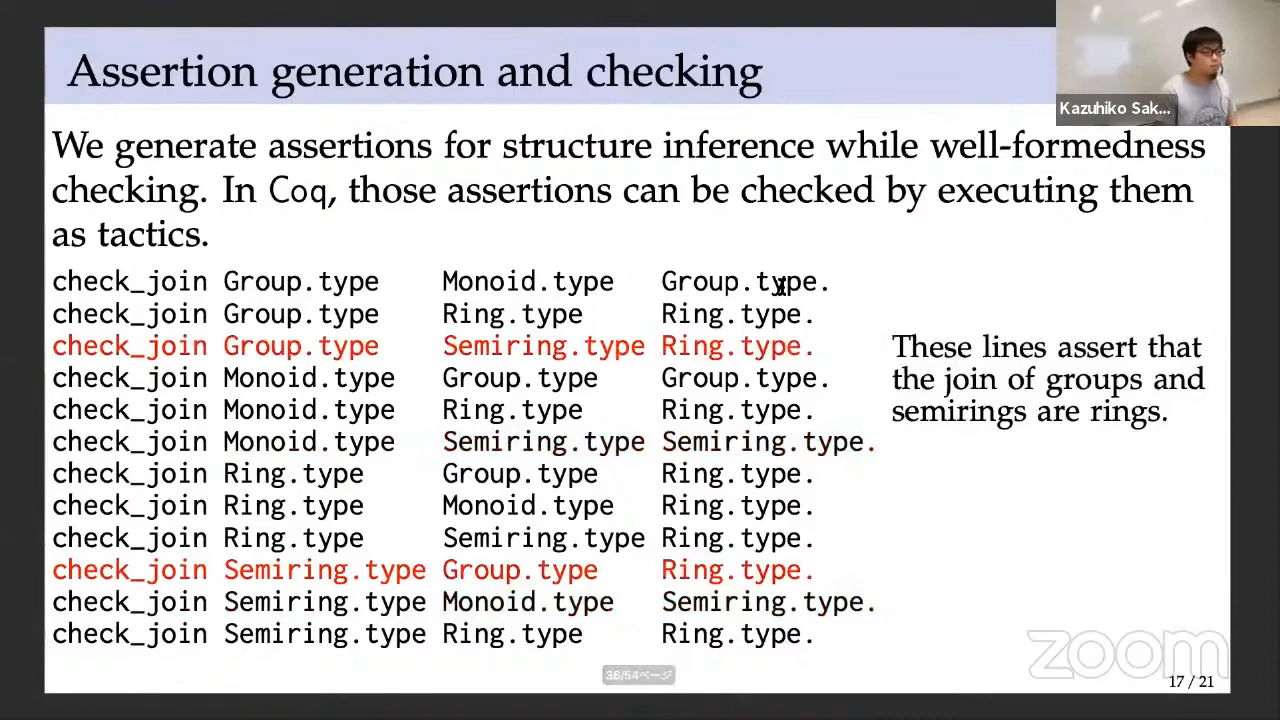 Assertion generation and checking
Kazuhiko Sak...
We generate assertions for structure inference while well-formedness
checking. In Coq, those assertions can be checked by executing them
as tactics.
check_join Group.type Monoid.type Group.type.
check_join Group.type Ring.type Ring.type.
check_join Group.type Semiring.type Ring.type.
check_join Monoid.type Group.type Group.type.
check_join Monoid.type Ring.type Ring.type.
check_join Monoid.type Semiring.type Semiring.type.
check_join Ring.type Group.type Ring.type.
check_join Ring.type Monoid.type Ring.type.
check_join Ring.type Semiring.type Ring.type.
check_join Semiring.type Group.type Ring.type.
check_join Semiring.type Monoid.type Semiring.type.
check_join Semiring.type Ring.type Ring.type.
These lines assert that
the join of groups and
semirings are rings.
zoom
36/54ページ
17 / 21